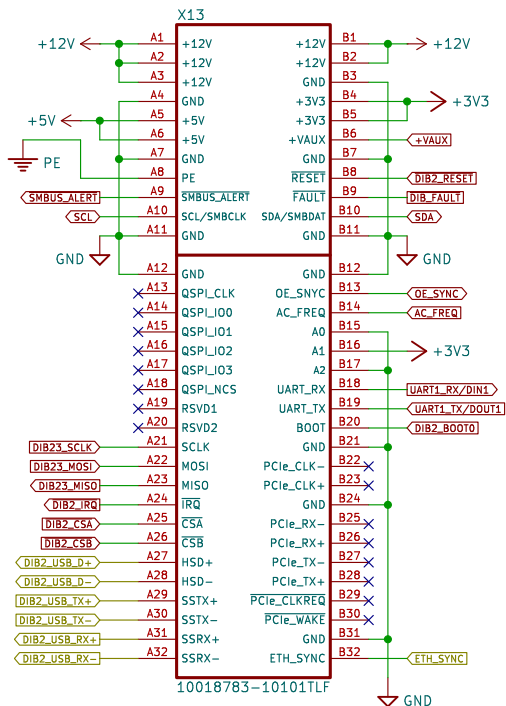 X13
+12V A1 +12V +12V B1 +12V
A2 +12V +12V B2
A3 +12V GND B3
A4 GND +3V3 B4 +3V3
+5V A5 +5V +3V3 B5
A6 +5V +VAUX B6 +VAUX
A7 GND GND B7
PE A8 PE RESET B8 DIB2_RESET
SMBUS_ALERT A9 SMBUS_ALERT FAULT B9 DIB_FAULT
SCL A10 SCL/SMBCLK SDA/SMBDAT B10 SDA
A11 GND GND B11
GND GND
A12 GND GND B12
A13 QSPI_CLK OE_SNYC B13 OE_SYNC
A14 QSPI_IO0 AC_FREQ B14 AC_FREQ
A15 QSPI_IO1 A0 B15
A16 QSPI_IO2 A1 B16 +3V3
A17 QSPI_IO3 A2 B17
A18 QSPI_NCS UART_RX B18 UART1_RX/DIN1
A19 RSVD1 UART_TX B19 UART1_TX/DOUT1
A20 RSVD2 BOOT B20 DIB2_BOOT0
DIB23_SCLK A21 SCLK GND B21
DIB23_MOSI A22 MOSI PCIe_CLK- B22
DIB23_MISO A23 MISO PCIe_CLK+ B23
DIB2_IRQ A24 IRQ GND B24
DIB2_CSA A25 CSA PCIe_RX- B25
DIB2_CSB A26 CSB PCIe_RX+ B26
DIB2_USB_D+ A27 HSD+ PCIe_TX- B27
DIB2_USB_D- A28 HSD- PCIe_TX+ B28
DIB2_USB_TX+ A29 SSTX+ PCIe_CLKREQ B29
DIB2_USB_TX- A30 SSTX- PCIe_WAKE B30
DIB2_USB_RX+ A31 SSRX+ GND B31
DIB2_USB_RX- A32 SSRX- ETH_SYNC B32 ETH_SYNC
10018783-10101TLF
GND